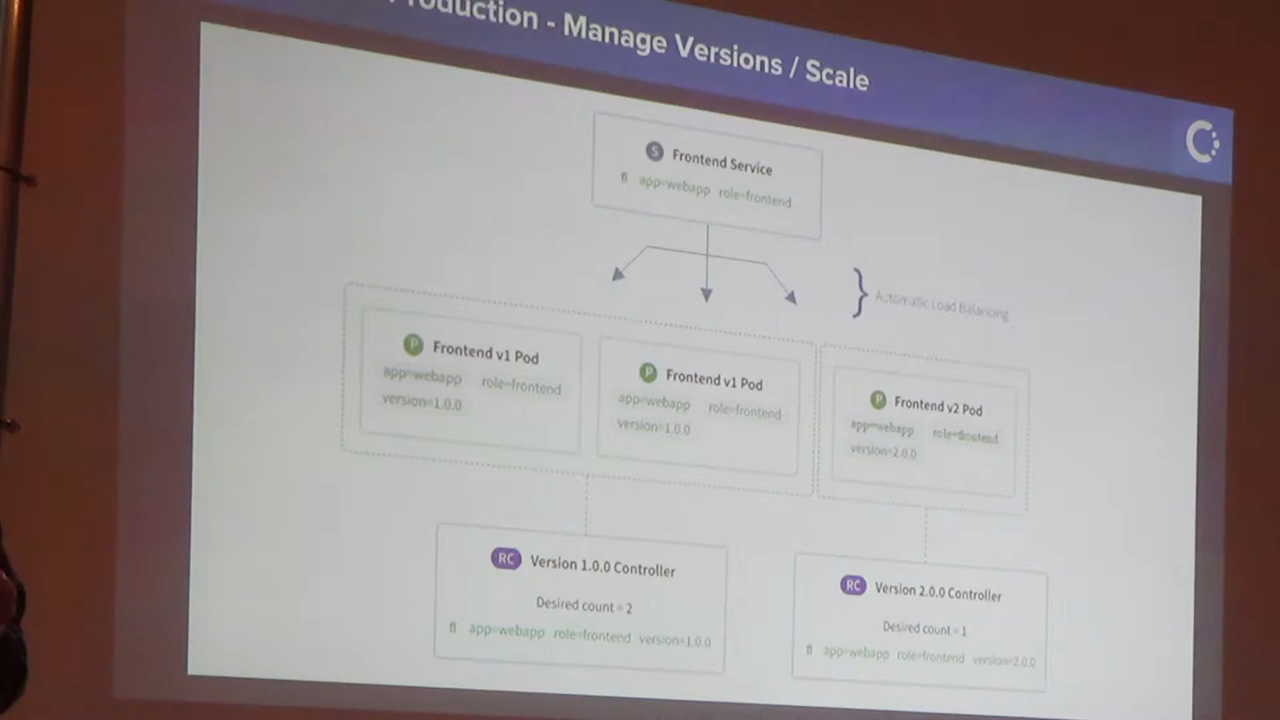 Production - Manage Versions / Scale
S Frontend Service
app=webapp role=frontend
} Automatic Load Balancing
P Frontend v1 Pod
app=webapp role=frontend
version=1.0.0
P Frontend v1 Pod
app=webapp role=frontend
version=1.0.0
P Frontend v2 Pod
app=webapp role=frontend
version=2.0.0
RC Version 1.0.0 Controller
Desired count = 2
app=webapp role=frontend version=1.0.0
RC Version 2.0.0 Controller
Desired count = 1
app=webapp role=frontend version=2.0.0